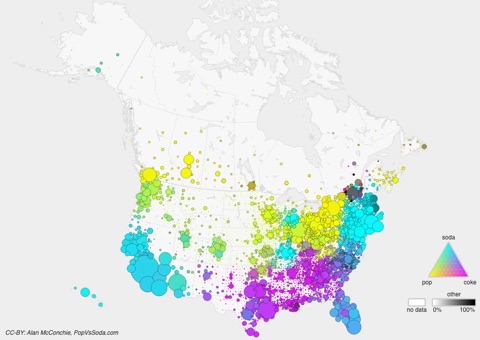 soda
pop coke
other
no data 0% 100%
CC-BY: Alan McConchie, PopVsSoda.com